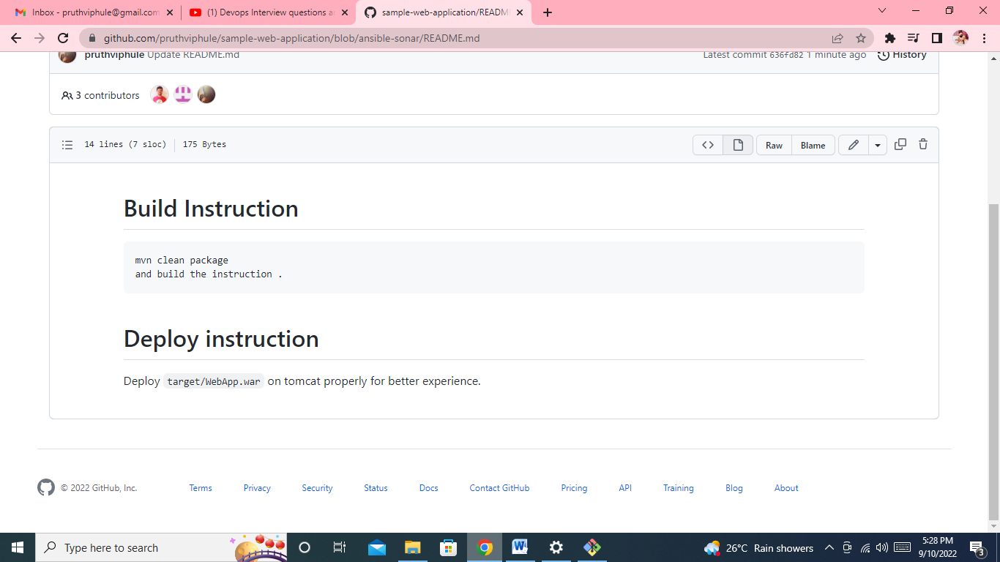 Inbox - pruthviphule@gmail.com
(1) Devops Interview questions a
sample-web-application/READM
github.com/pruthviphule/sample-web-application/blob/ansible-sonar/README.md
pruthviphule Update README.md
Latest commit 636fd82 1 minute ago History
3 contributors
14 lines (7 sloc) 175 Bytes
Raw Blame
Build Instruction
mvn clean package
and build the instruction .
Deploy instruction
Deploy target/WebApp.war on tomcat properly for better experience.
© 2022 GitHub, Inc. Terms Privacy Security Status Docs Contact GitHub Pricing API Training Blog About
Type here to search
26°C Rain showers
5:28 PM
9/10/2022
3